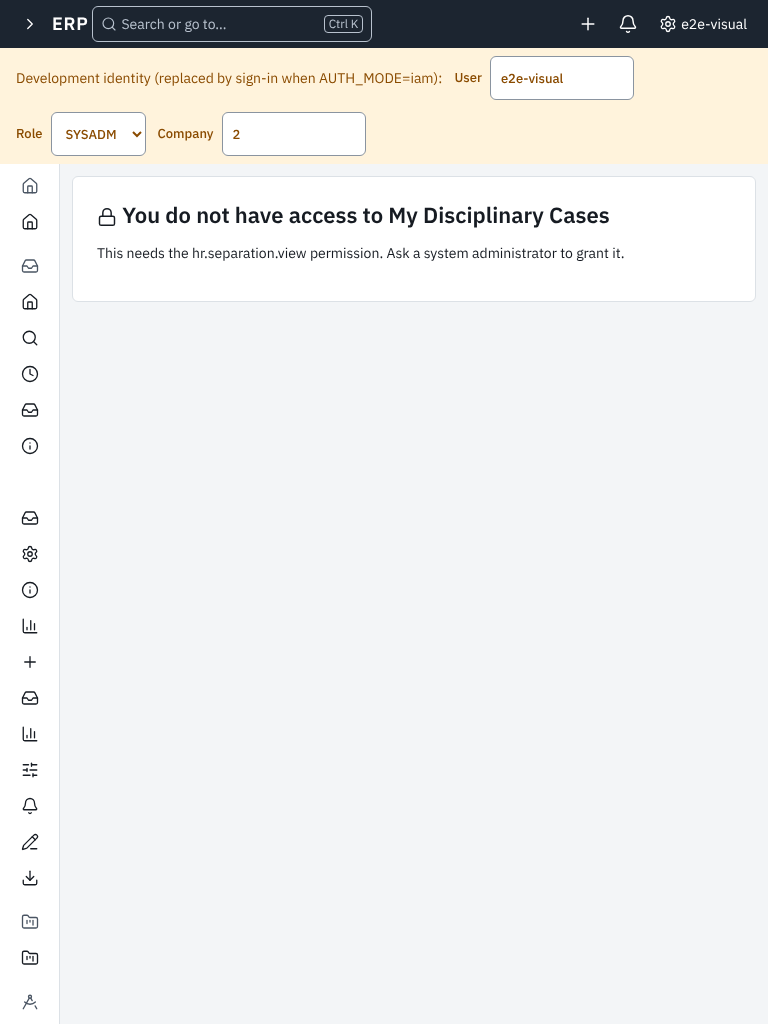 ERP
Search or go to...
Ctrl K
e2e-visual
Development identity (replaced by sign-in when AUTH_MODE=iam):
User
e2e-visual
Role
SYSADM
Company
2
You do not have access to My Disciplinary Cases
This needs the hr.separation.view permission. Ask a system administrator to grant it.